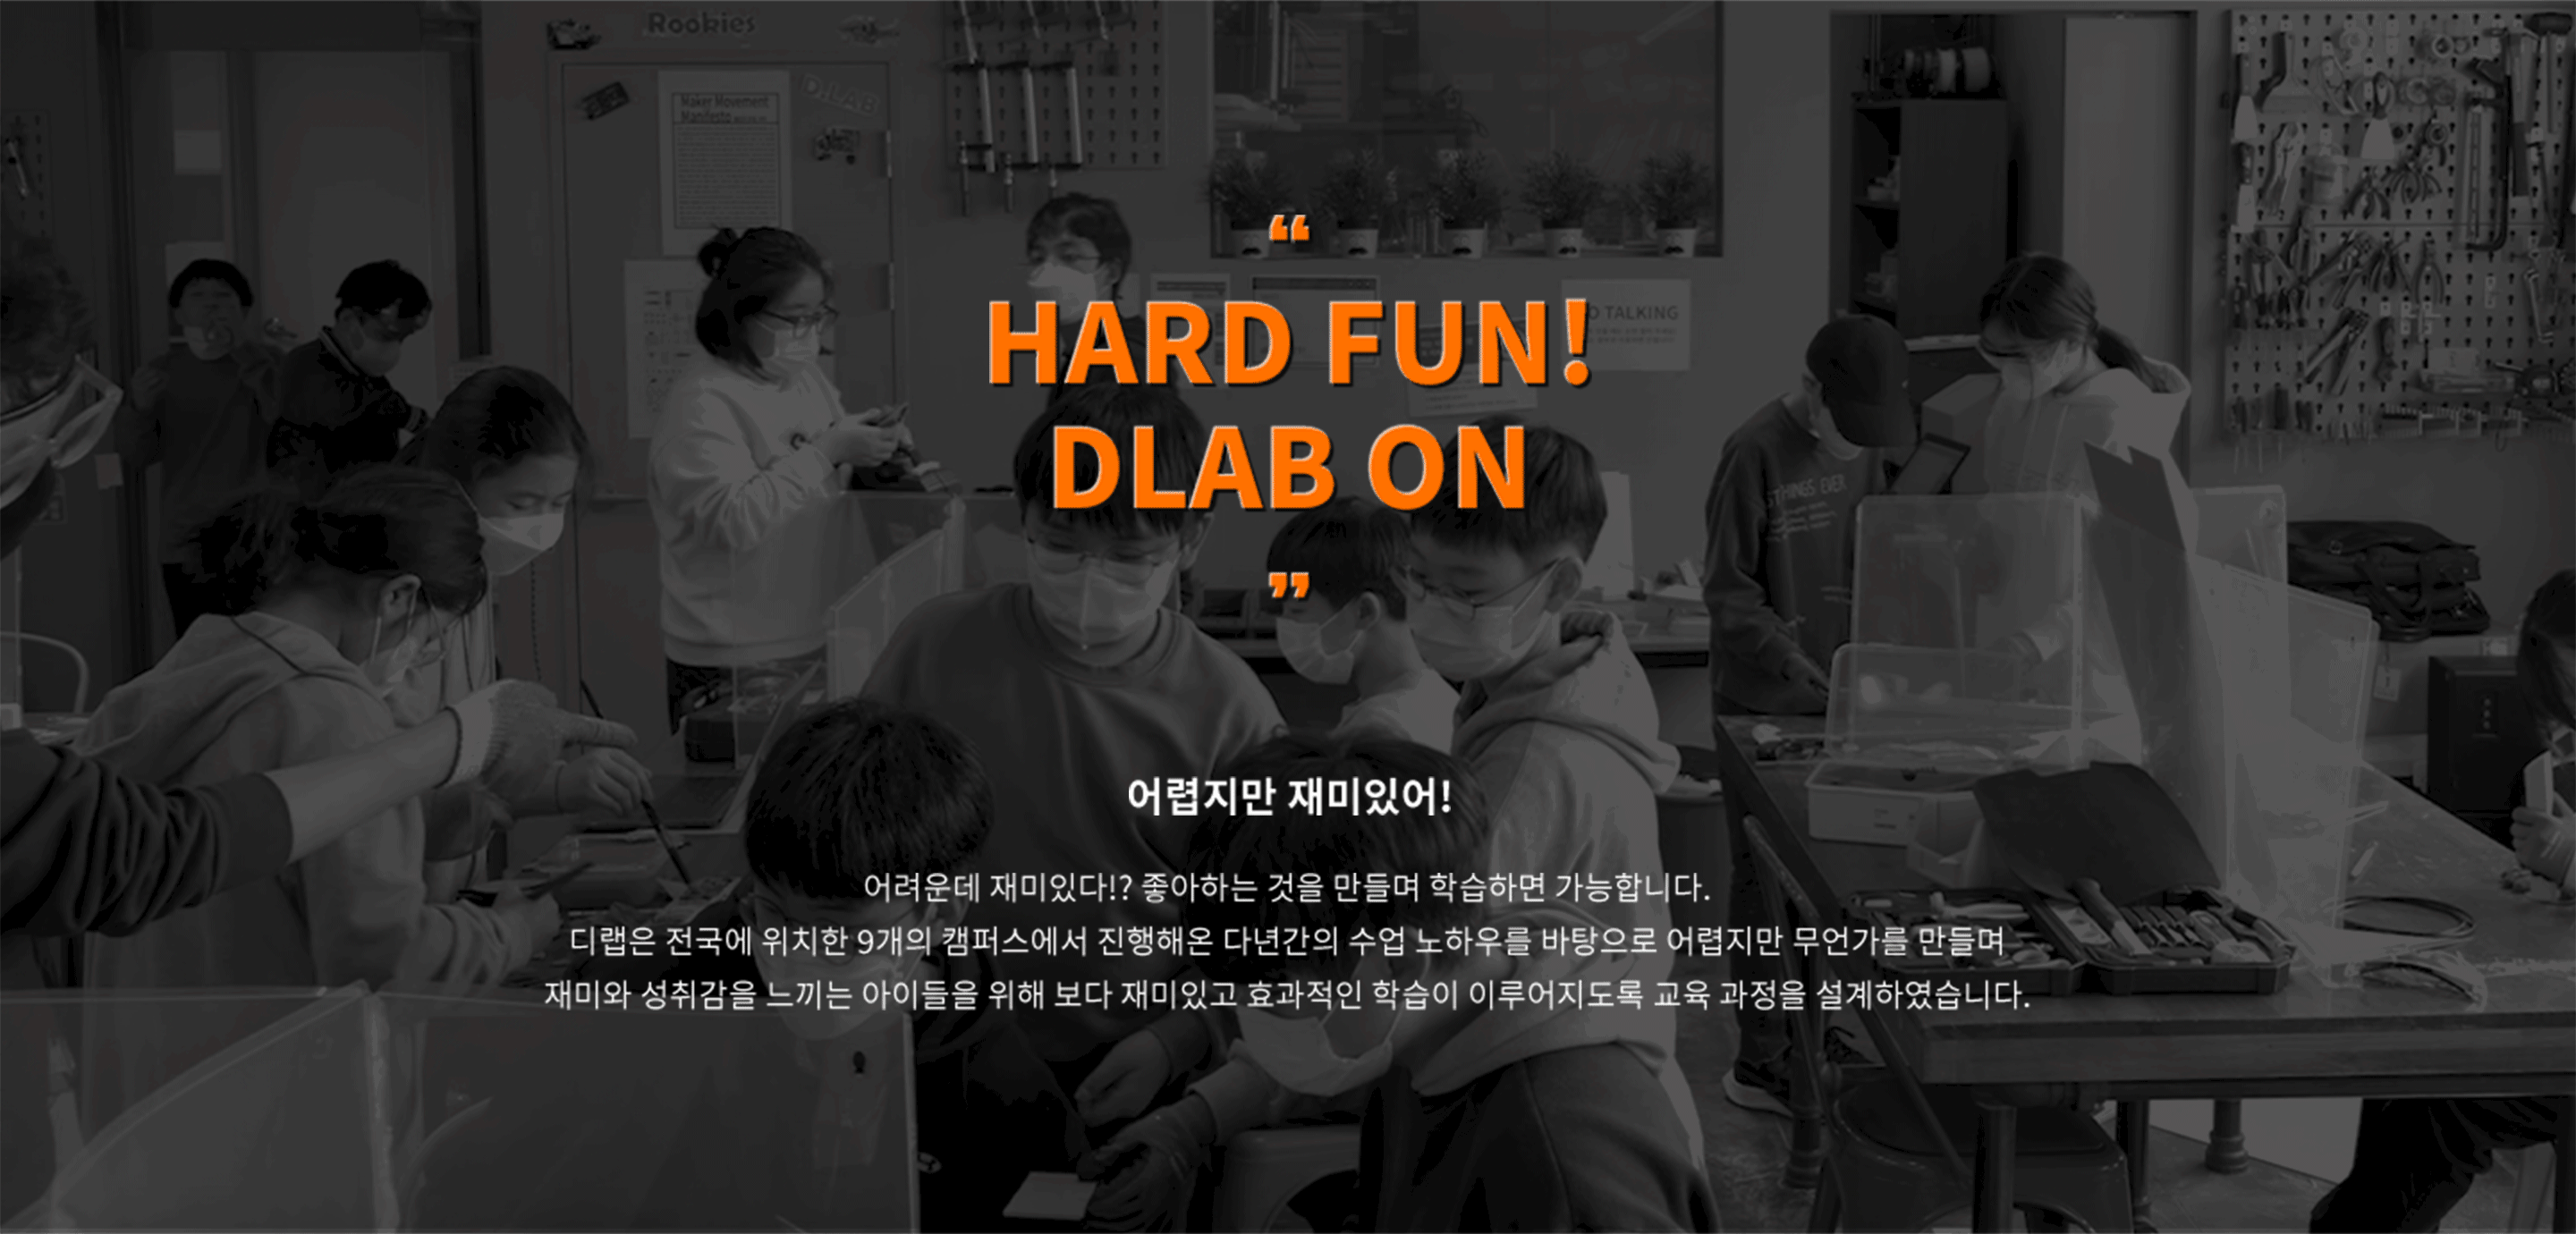 Rookies
D.LAB
Maker Movement
Manifesto
“
HARD FUN!
TALKING
DLAB ON
”
어렵지만 재미있어!
어려운데 재미있다!? 좋아하는 것을 만들며 학습하면 가능합니다.
디랩은 전국에 위치한 9개의 캠퍼스에서 진행해온 다년간의 수업 노하우를 바탕으로 어렵지만 무언가를 만들며
재미와 성취감을 느끼는 아이들을 위해 보다 재미있고 효과적인 학습이 이루어지도록 교육 과정을 설계하였습니다.